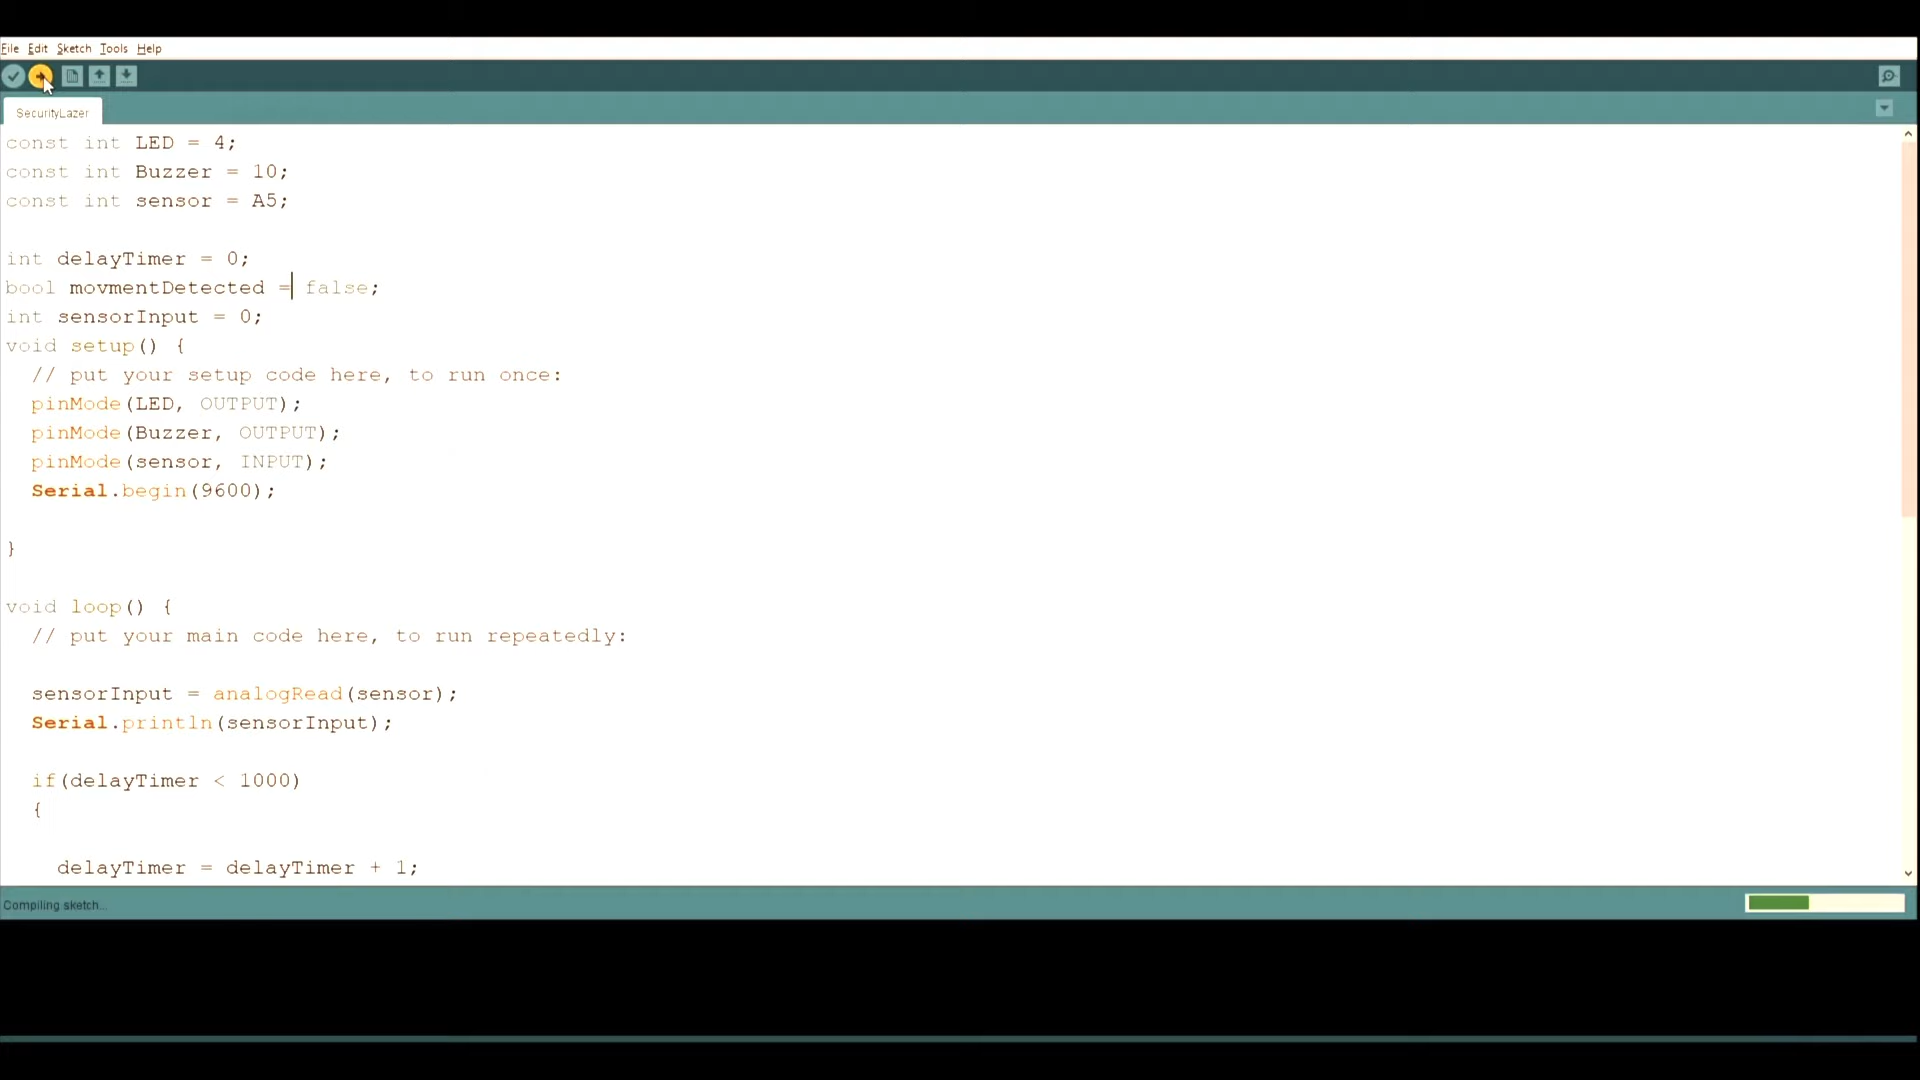 File Edit Sketch Tools Help
SecurityLazer
const int LED = 4;
const int Buzzer = 10;
const int sensor = A5;
int delayTimer = 0;
bool movmentDetected = false;
int sensorInput = 0;
void setup() {
// put your setup code here, to run once:
pinMode(LED, OUTPUT);
pinMode(Buzzer, OUTPUT);
pinMode(sensor, INPUT);
Serial.begin(9600);
}
void loop() {
// put your main code here, to run repeatedly:
sensorInput = analogRead(sensor);
Serial.println(sensorInput);
if(delayTimer < 1000)
{
delayTimer = delayTimer + 1;
Compiling sketch...